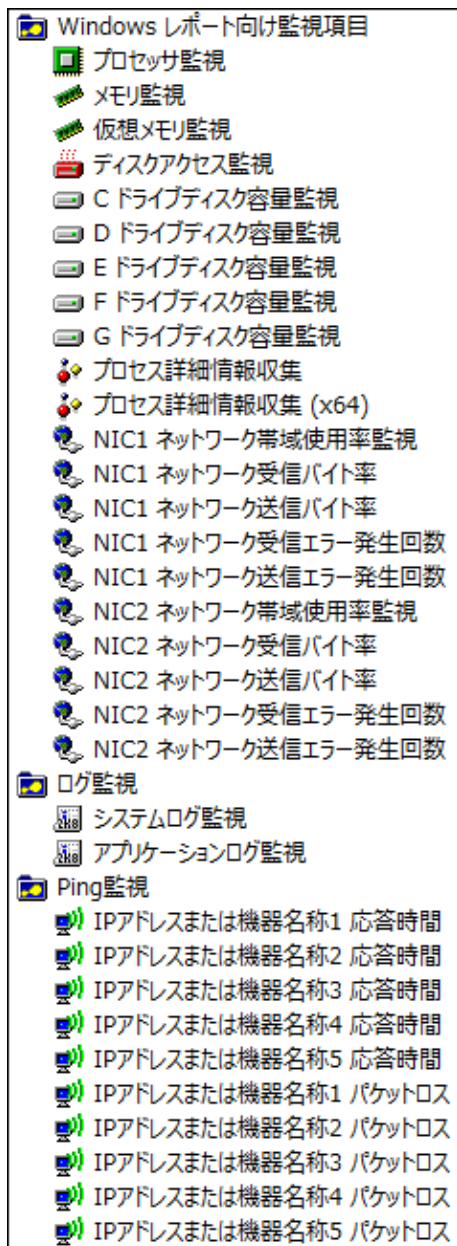 Windows レポート向け監視項目
プロセッサ監視
メモリ監視
仮想メモリ監視
ディスクアクセス監視
C ドライブディスク容量監視
D ドライブディスク容量監視
E ドライブディスク容量監視
F ドライブディスク容量監視
G ドライブディスク容量監視
プロセス詳細情報収集
プロセス詳細情報収集 (x64)
NIC1 ネットワーク帯域使用率監視
NIC1 ネットワーク受信バイト率
NIC1 ネットワーク送信バイト率
NIC1 ネットワーク受信エラー発生回数
NIC1 ネットワーク送信エラー発生回数
NIC2 ネットワーク帯域使用率監視
NIC2 ネットワーク受信バイト率
NIC2 ネットワーク送信バイト率
NIC2 ネットワーク受信エラー発生回数
NIC2 ネットワーク送信エラー発生回数
ログ監視
2k8 システムログ監視
2k8 アプリケーションログ監視
Ping監視
IPアドレスまたは機器名称1 応答時間
IPアドレスまたは機器名称2 応答時間
IPアドレスまたは機器名称3 応答時間
IPアドレスまたは機器名称4 応答時間
IPアドレスまたは機器名称5 応答時間
IPアドレスまたは機器名称1 パケットロス
IPアドレスまたは機器名称2 パケットロス
IPアドレスまたは機器名称3 パケットロス
IPアドレスまたは機器名称4 パケットロス
IPアドレスまたは機器名称5 パケットロス